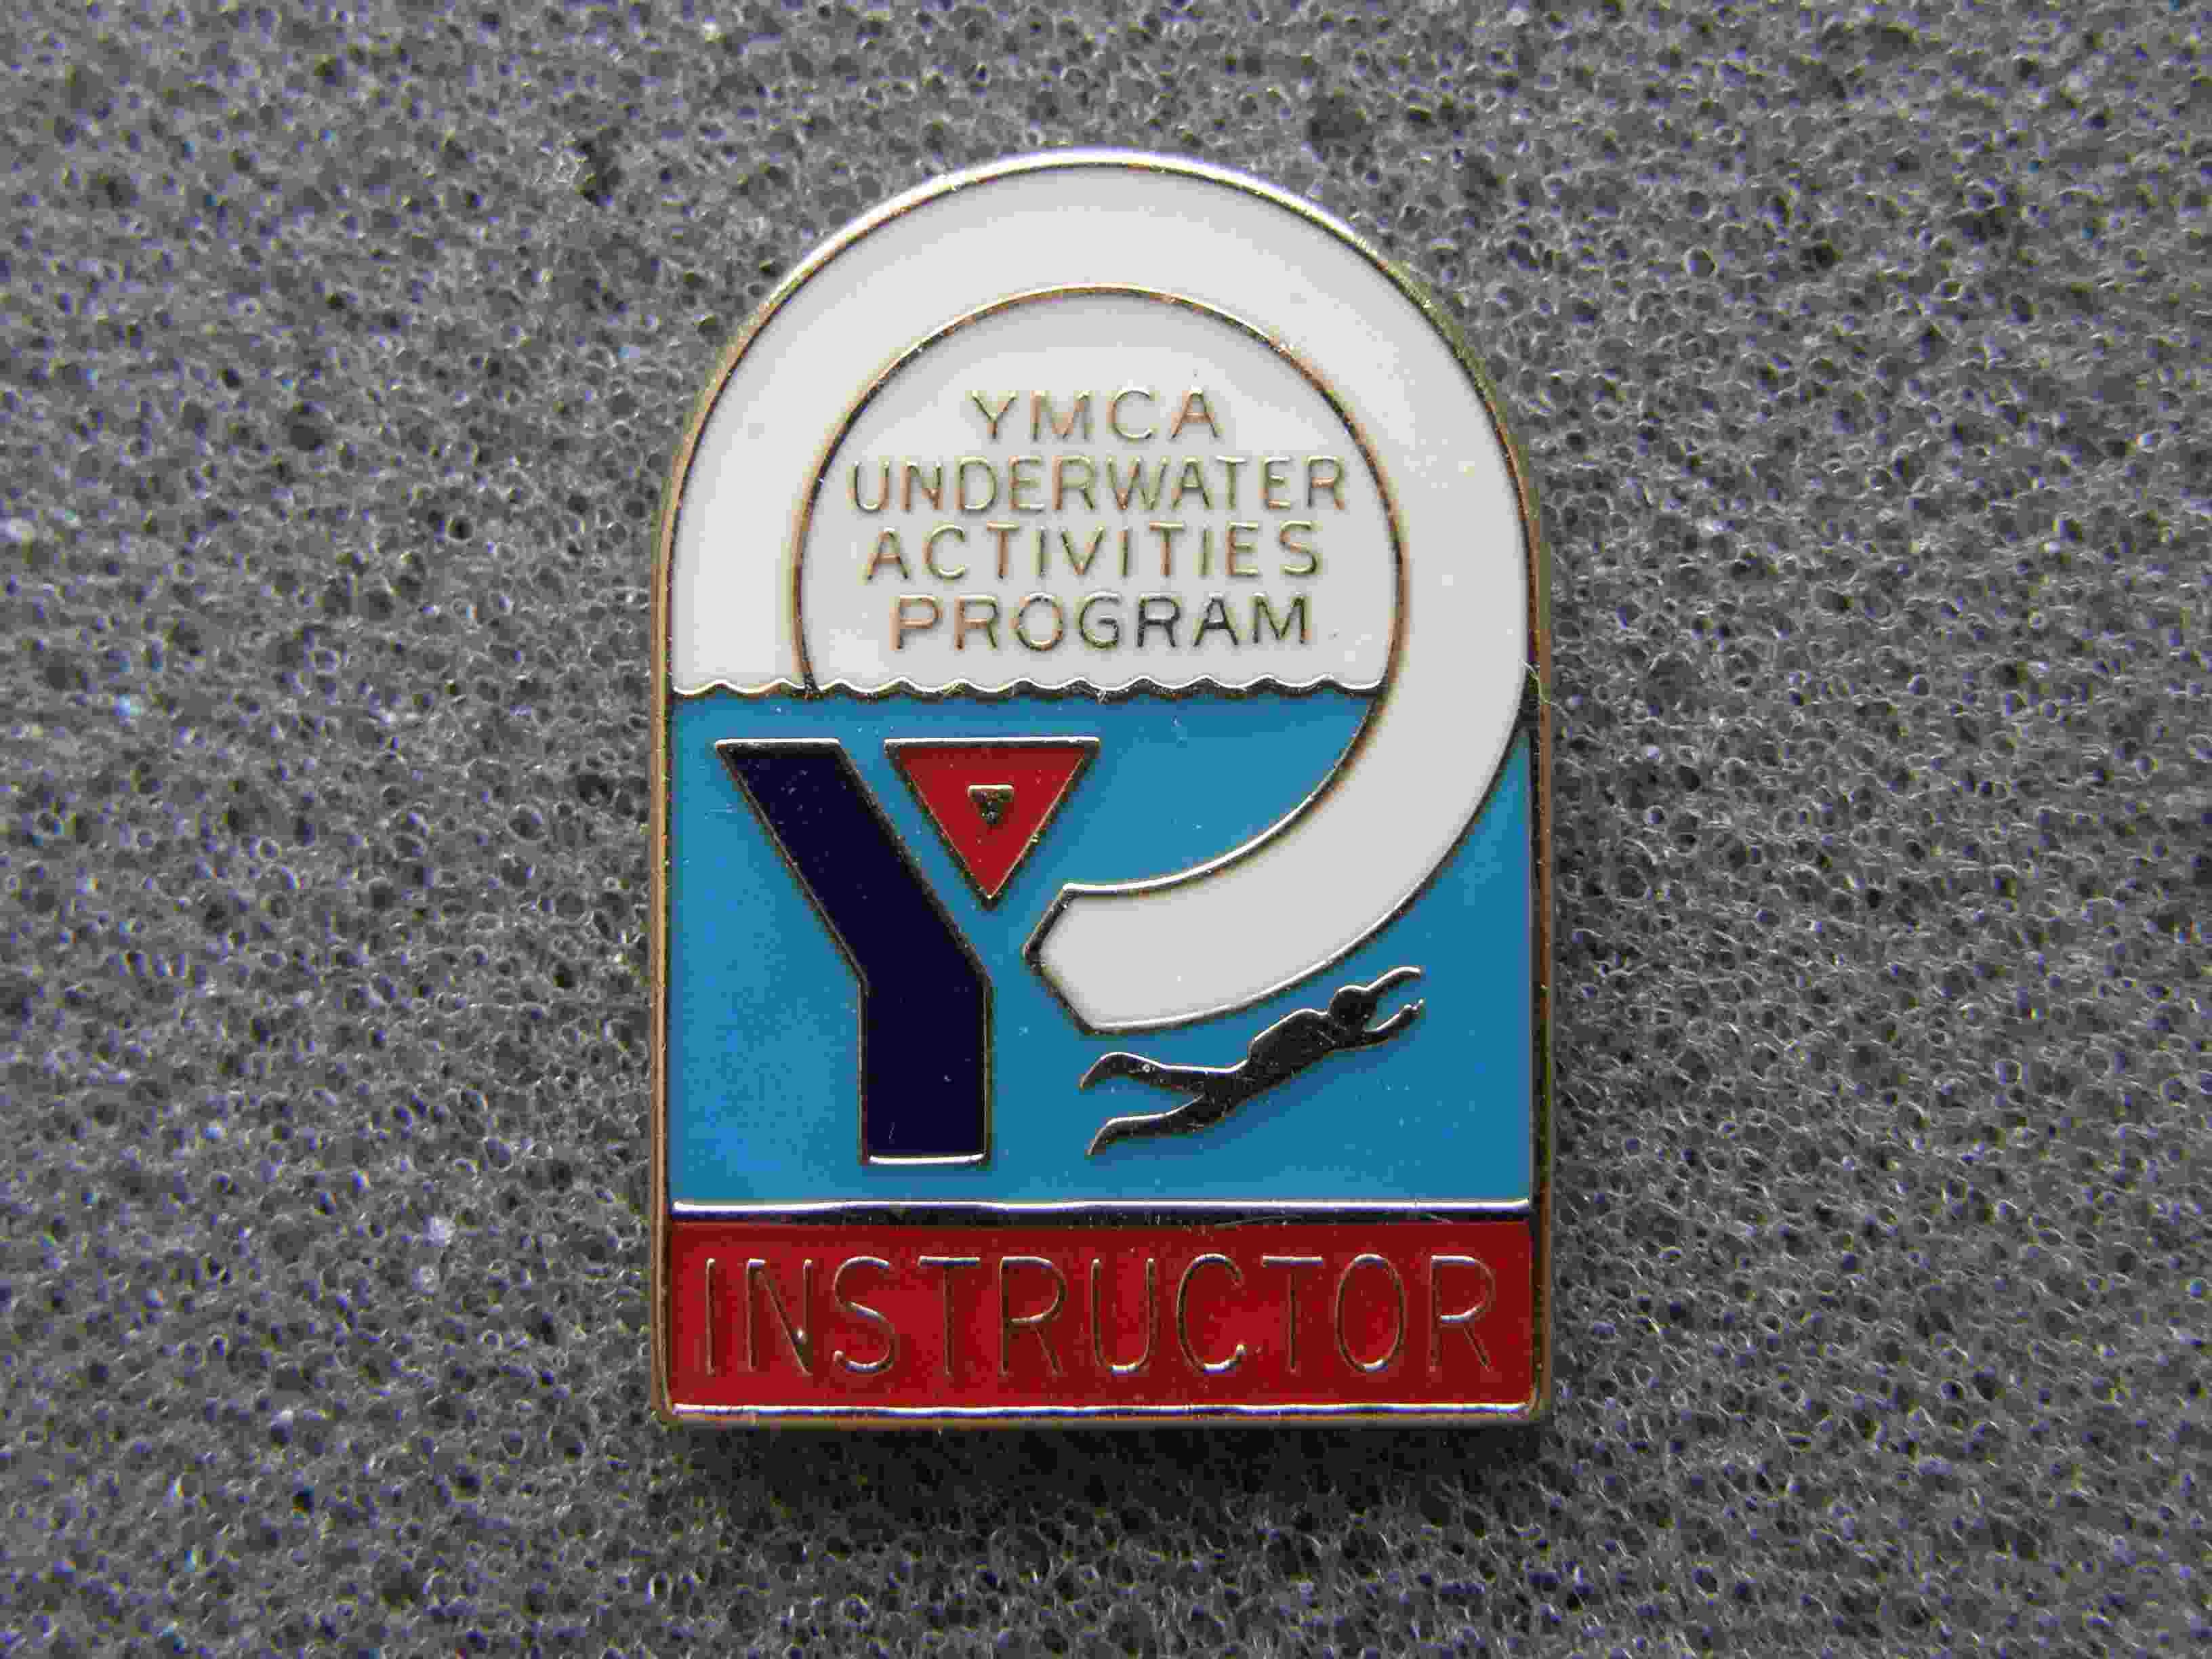 YMCA
UNDERWATER
ACTIVITIES
PROGRAM
Y
INSTRUCTOR